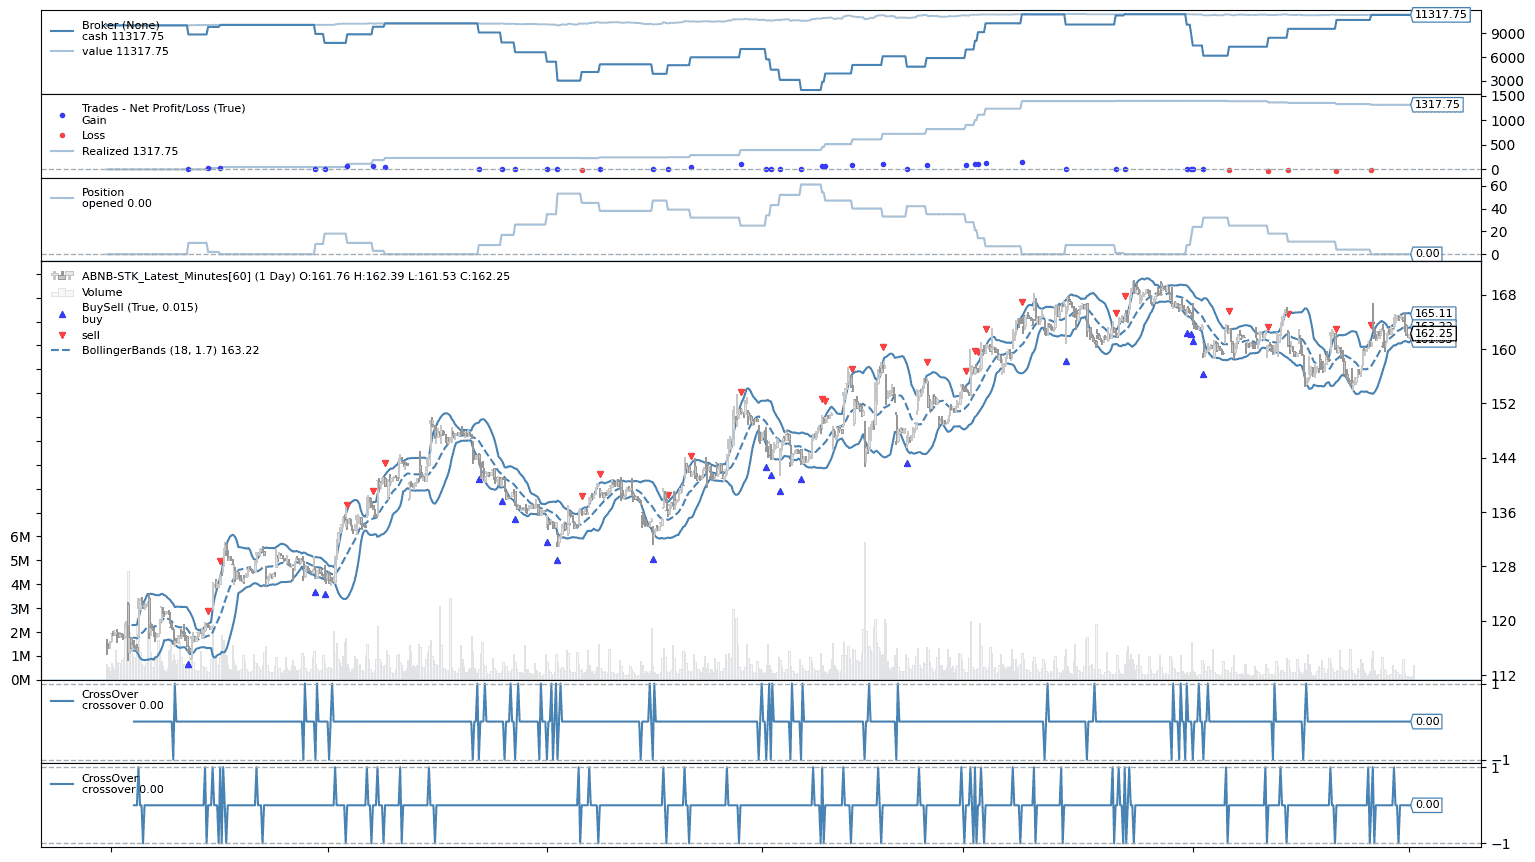 Broker (None)
cash 11317.75
value 11317.75
11317.75
9000
6000
3000
Trades - Net Profit/Loss (True)
Gain
Loss
Realized 1317.75
1317.75
1500
1000
500
0
Position
opened 0.00
0.00
60
40
20
0
ABNB-STK_Latest_Minutes[60] (1 Day) O:161.76 H:162.39 L:161.53 C:162.25
Volume
BuySell (True, 0.015)
buy
sell
BollingerBands (18, 1.7) 163.22
165.11
162.25
168
160
152
144
136
128
120
112
6M
5M
4M
3M
2M
1M
0M
CrossOver
crossover 0.00
0.00
1
−1
CrossOver
crossover 0.00
0.00
1
−1